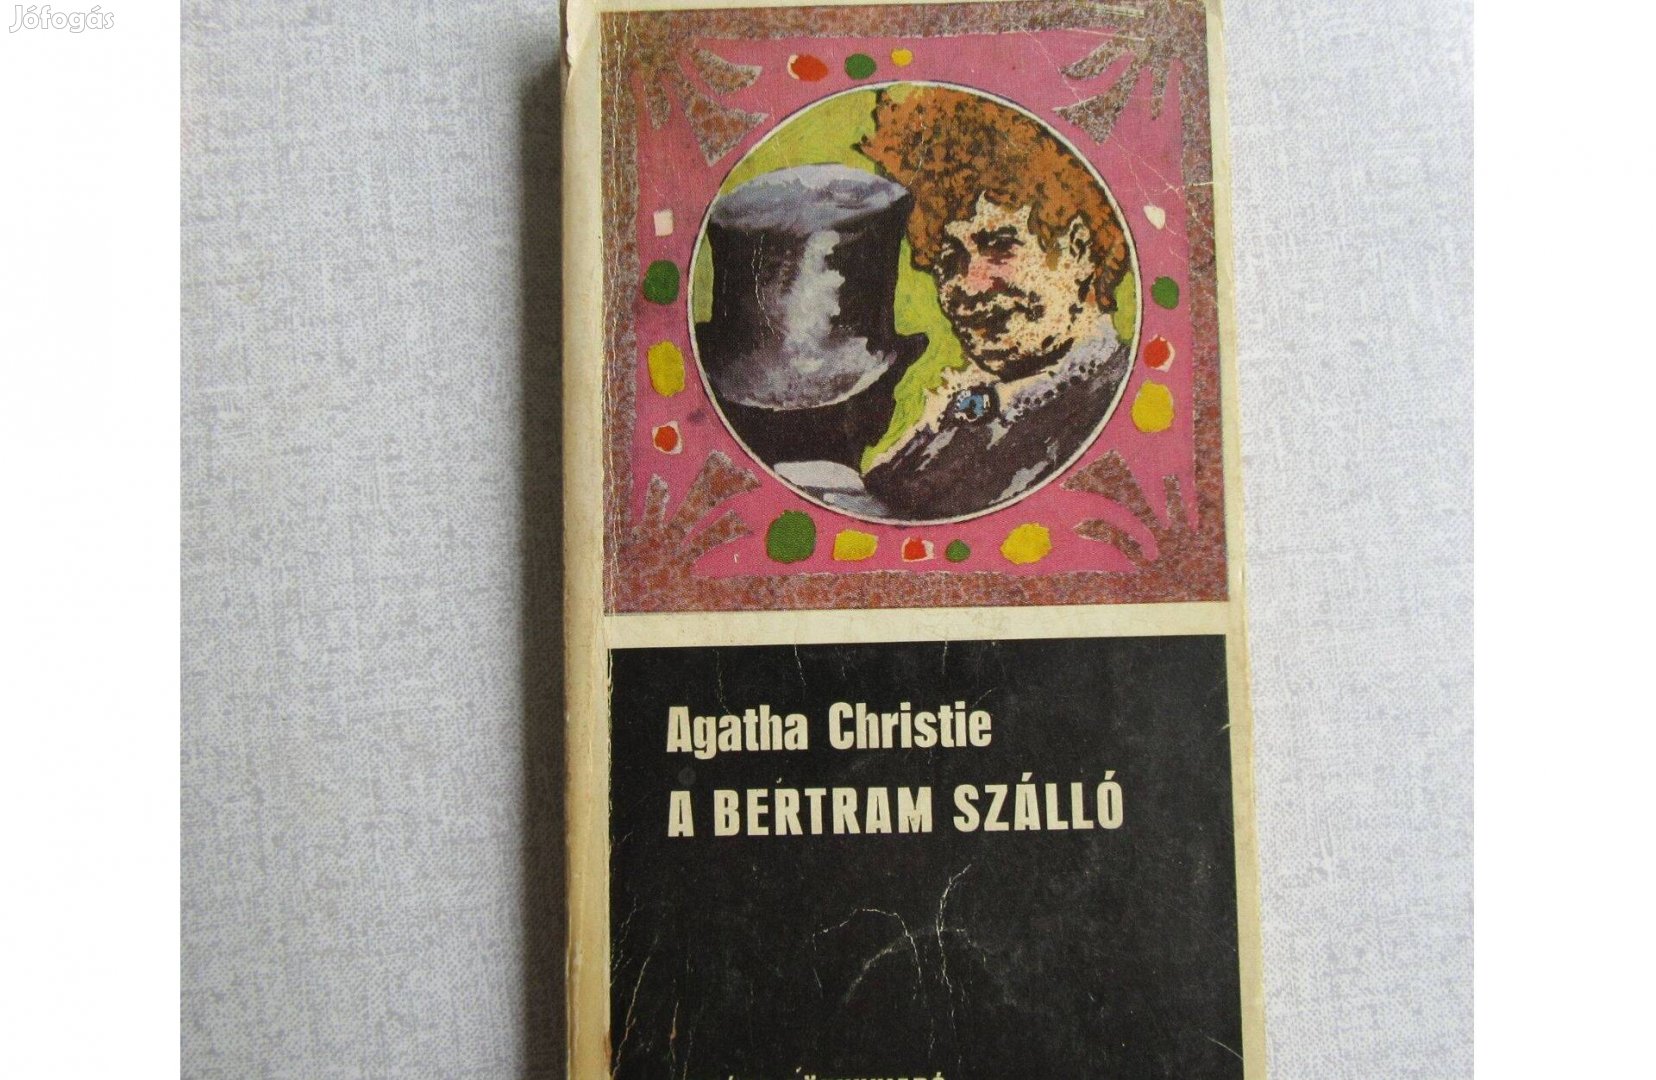 Jófogás
Agatha Christie
A BERTRAM SZÁLLÓ